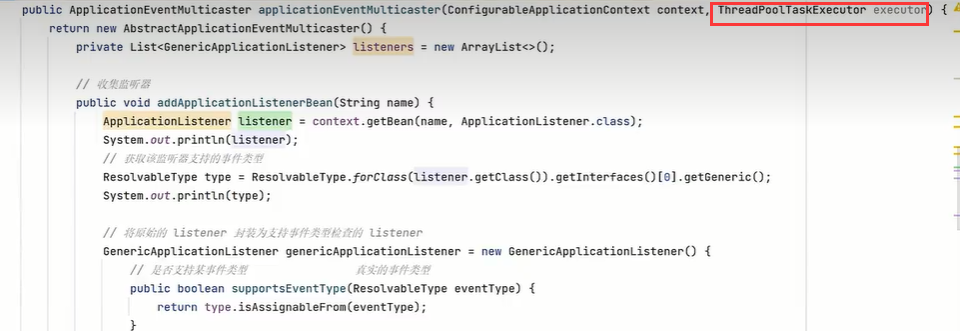 public ApplicationEventMulticaster applicationEventMulticaster(ConfigurableApplicationContext context, ThreadPoolTaskExecutor executor) {
return new AbstractApplicationEventMulticaster() {
private List<GenericApplicationListener> listeners = new ArrayList<>();
// 收集监听器
public void addApplicationListenerBean(String name) {
ApplicationListener listener = context.getBean(name, ApplicationListener.class);
System.out.println(listener);
// 获取该监听器支持的事件类型
ResolvableType type = ResolvableType.forClass(listener.getClass()).getInterfaces()[0].getGeneric();
System.out.println(type);
// 将原始的 listener 封装为支持事件类型检查的 listener
GenericApplicationListener genericApplicationListener = new GenericApplicationListener() {
// 是否支持某事件类型 真实的事件类型
public boolean supportsEventType(ResolvableType eventType) {
return type.isAssignableFrom(eventType);
}